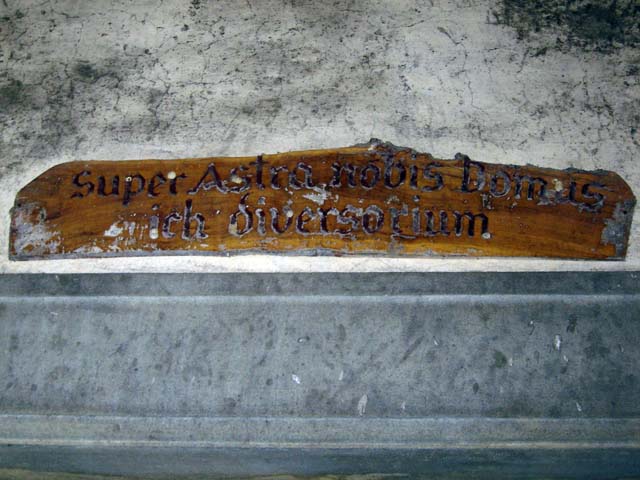 super Astra nobis Domus
ich diversorium